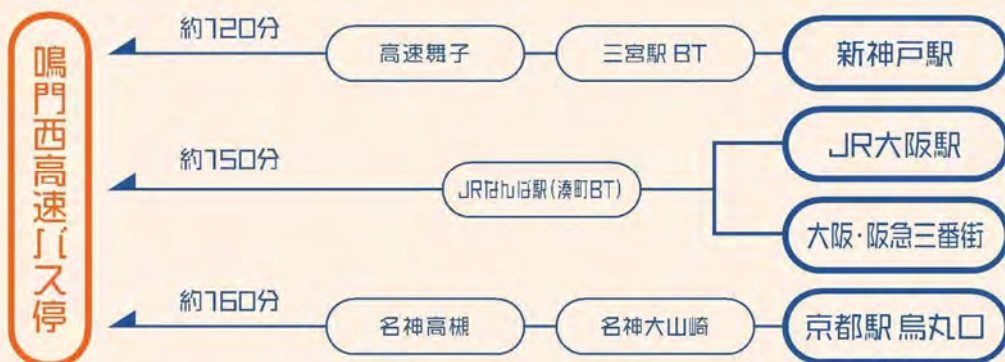 鳴門西高速バス停
約120分
高速舞子
三宮駅 BT
新神戸駅
約150分
JRなんば駅(湊町BT)
JR大阪駅
大阪・阪急三番街
約160分
名神高槻
名神大山崎
京都駅 烏丸口